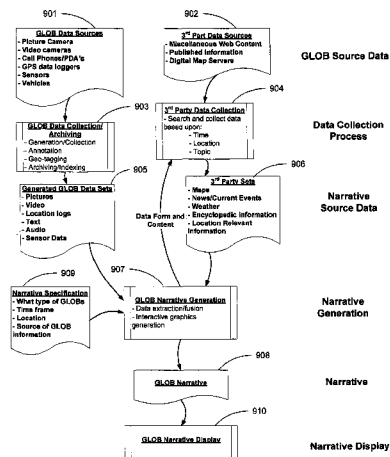 901
GLOB Data Sources
- Picture Camera
- Video cameras
- Call Phones/PDA's
- GPS data loggers
- Sensors
- Vehicles
902
3rd Part Data Sources
- Miscellaneous Web Content
- Published Information
- Digital Map Servers
GLOB Source Data
903
GLOB Data Collection/
Archiving
- Generation/Collection
- Annotation
- Geo-tagging
- Archiving/Indexing
904
3rd Party Data Collection
- Search and collect data
based upon:
- Time
- Location
- Topic
Data Collection
Process
905
Generated GLOB Data Sets
- Pictures
- Video
- Location logs
- Text
- Audio
- Sensor Data
Data Form and
Content
906
3rd Party Sets
- Maps
- News/Current Events
- Weather
- Encyclopedic information
- Location Relevant
Information
Narrative
Source Data
909
Narrative Specification
- What type of GLOBs
- Time frame
- Location
- Source of GLOB
information
907
GLOB Narrative Generation
- Data extraction/fusion
- Interactive graphics
generation
Narrative
Generation
908
GLOB Narrative
Narrative
910
GLOB Narrative Display
Narrative Display